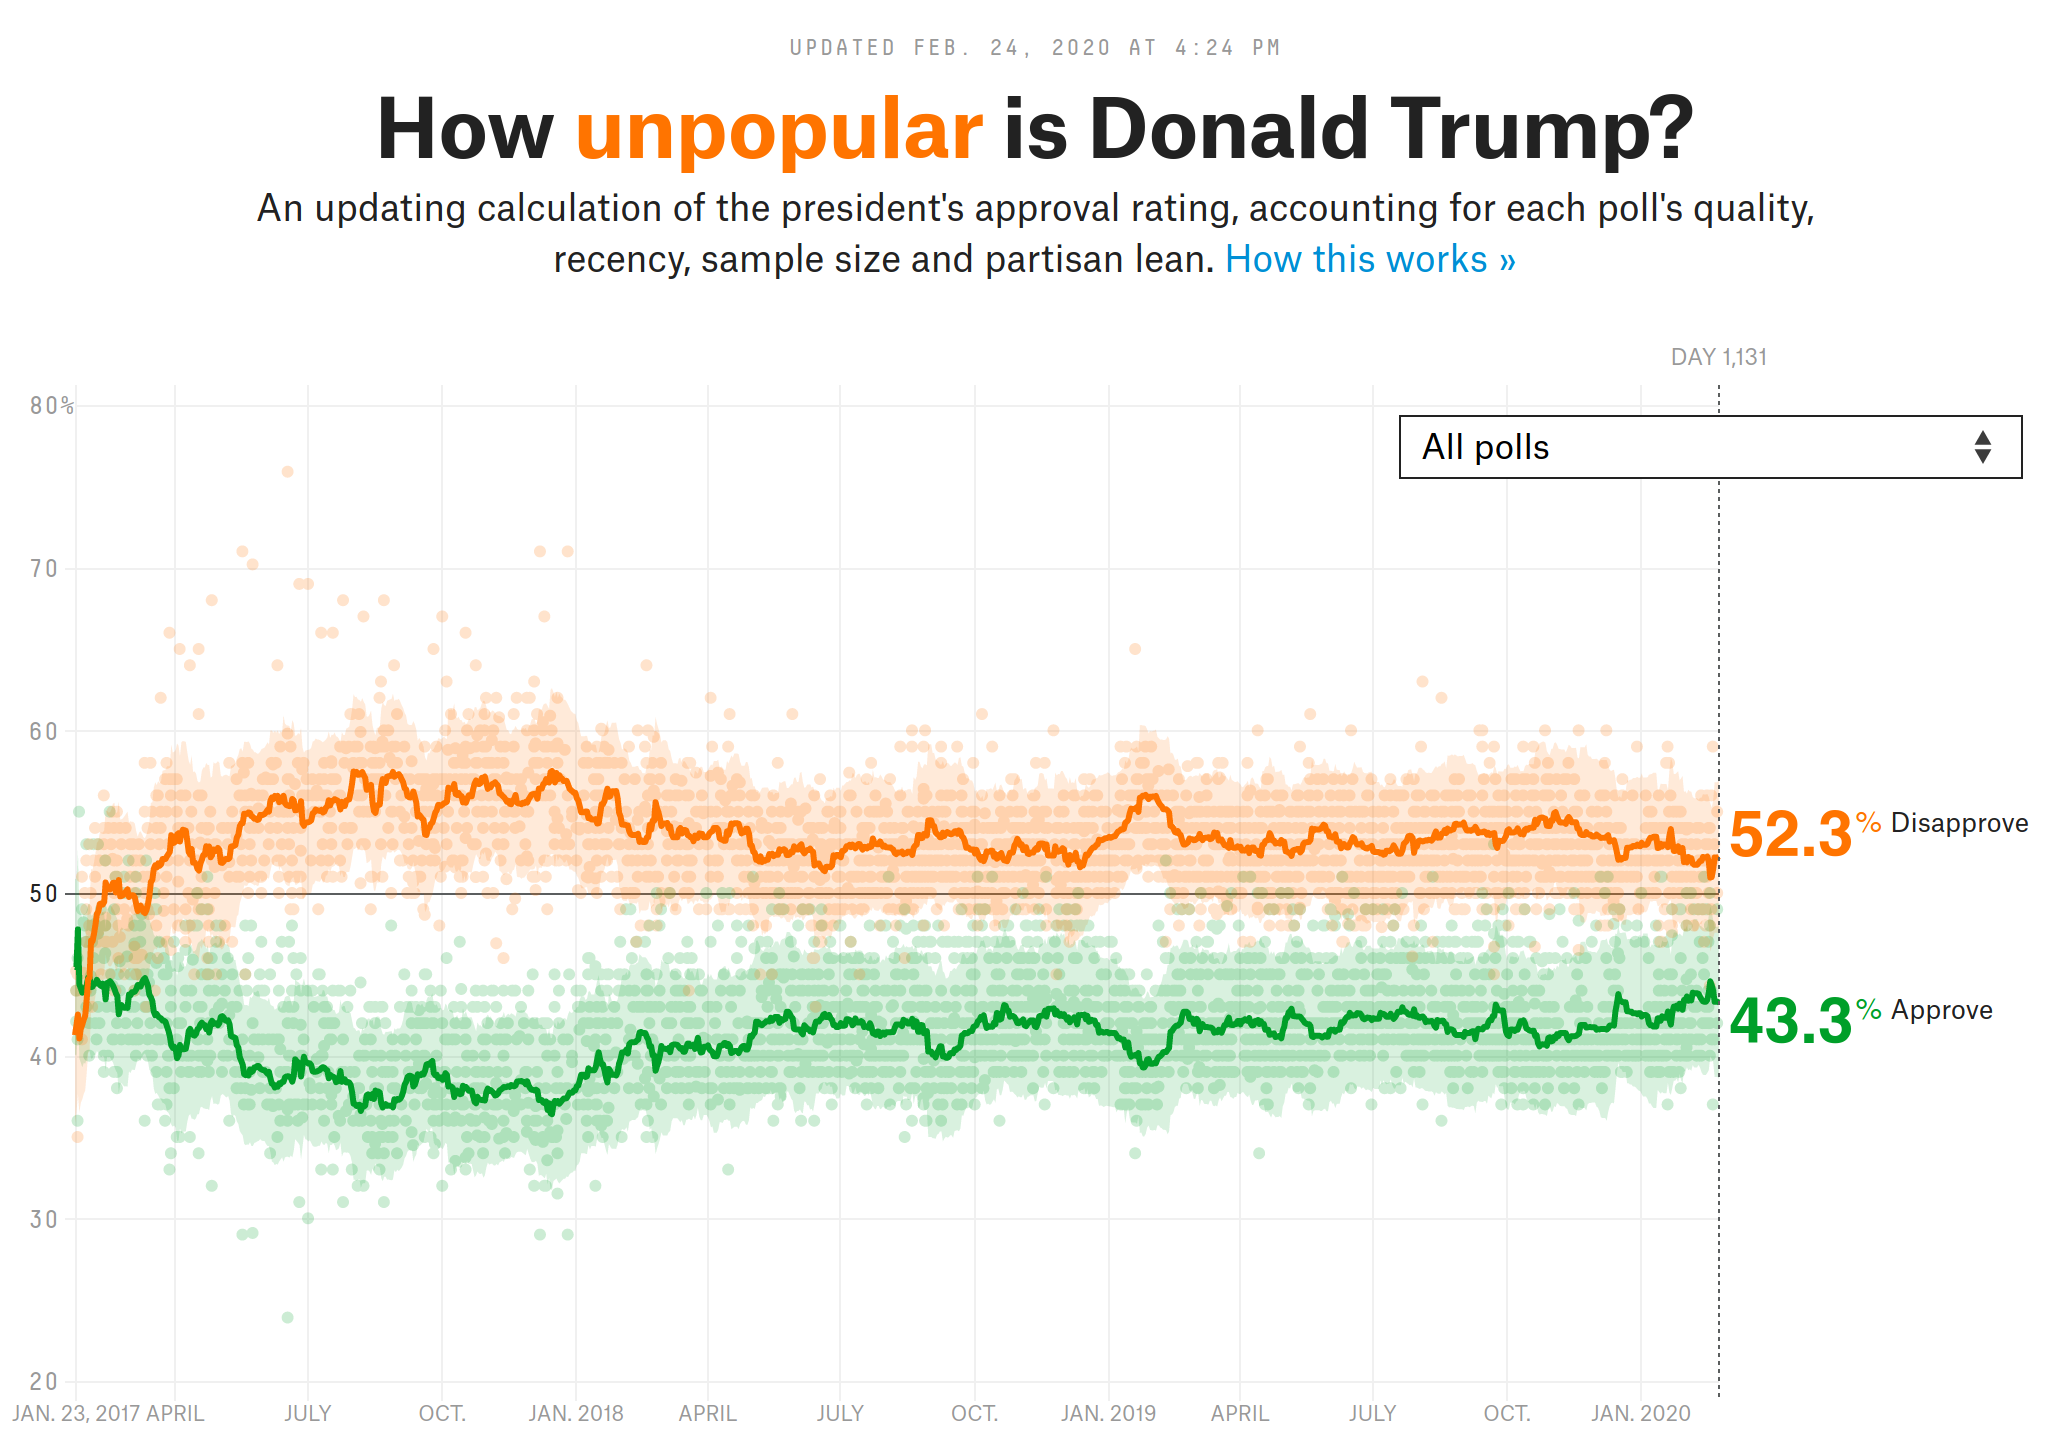 UPDATED FEB. 24, 2020 AT 4:24 PM
How unpopular is Donald Trump?
An updating calculation of the president's approval rating, accounting for each poll's quality,
recency, sample size and partisan lean. How this works »
DAY 1,131
80%
All polls
70
60
52.3% Disapprove
50
43.3% Approve
40
30
20
JAN. 23, 2017 APRIL JULY OCT. JAN. 2018 APRIL JULY OCT. JAN. 2019 APRIL JULY OCT. JAN. 2020